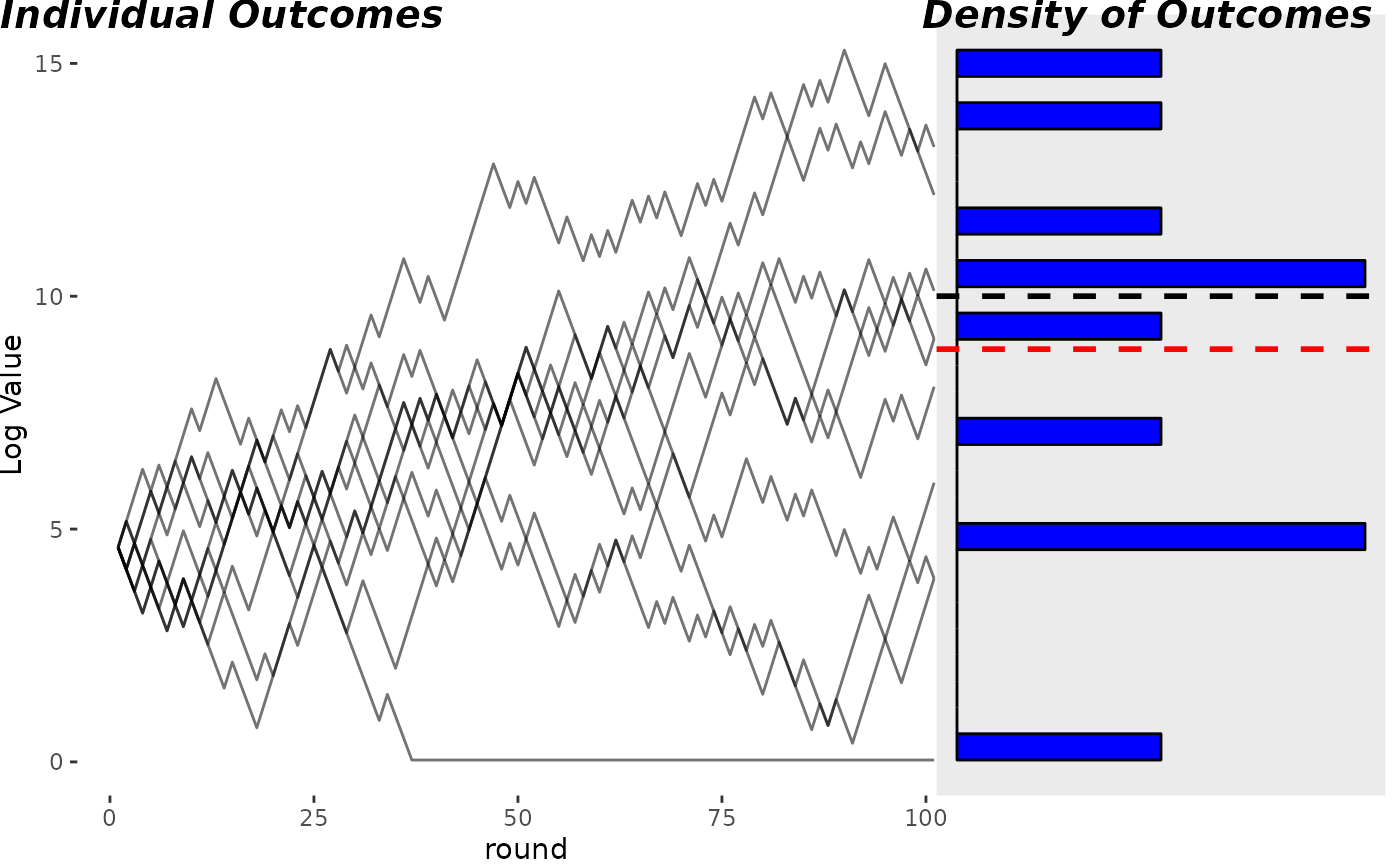 Individual Outcomes
Density of Outcomes
15
10
5
0
Log Value
0 25 50 75 100
round